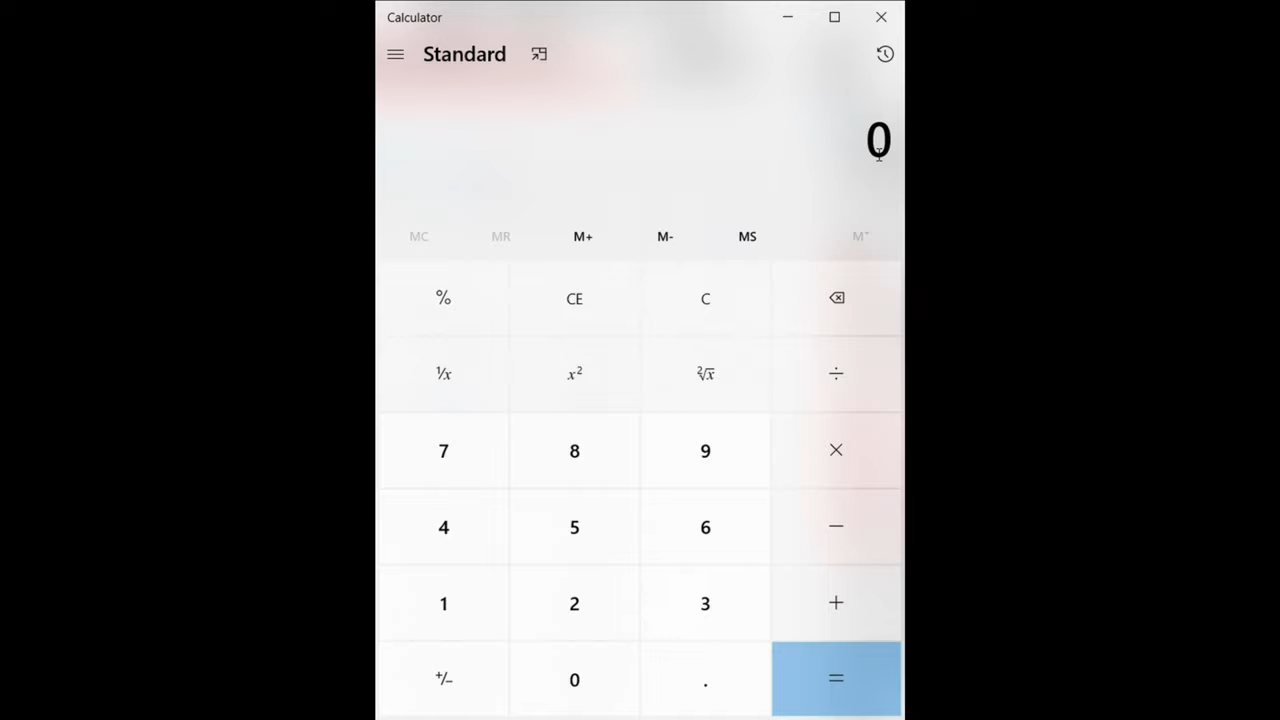 Calculator
Standard
0
MC MR M+ M- MS M˅
% CE C
¹/x x² ²√x ÷
7 8 9 ×
4 5 6 −
1 2 3 +
+/− 0 . =